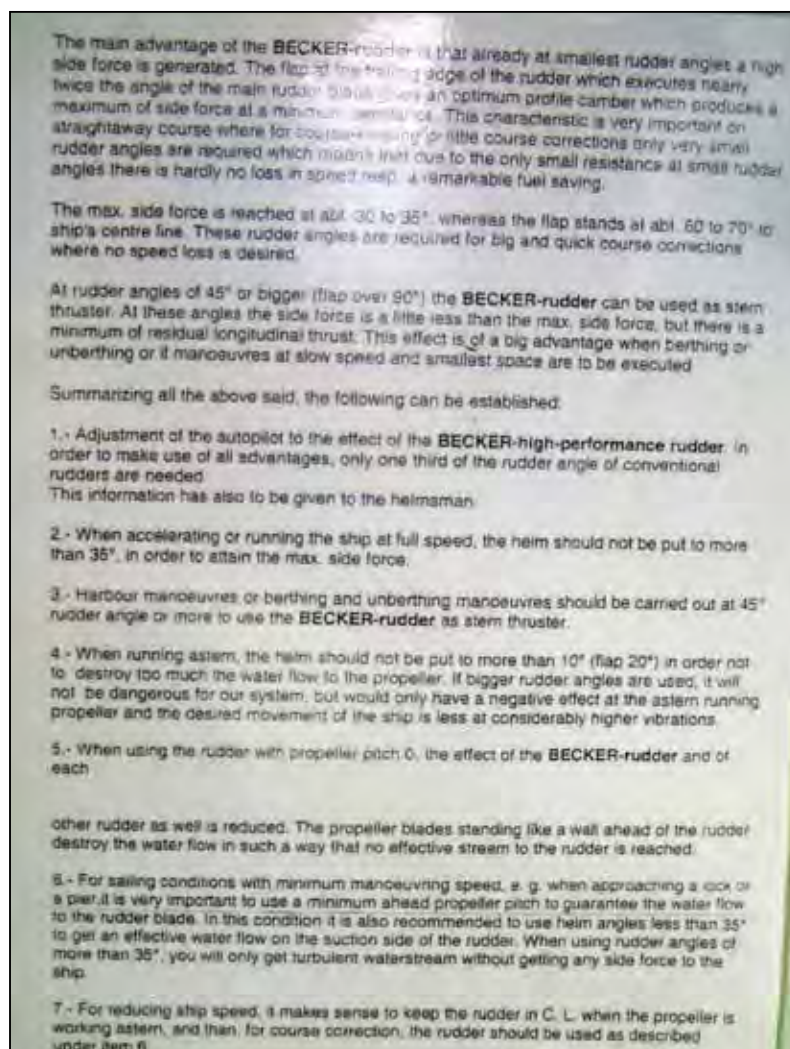 The main advantage of the BECKER-rudder is that already at smallest rudder angles a high
side force is generated. The flap at the trailing edge of the rudder which executes nearly
twice the angle of the main rudder blade gives an optimum profile camber which produces a
maximum of side force at a minimum resistance. This characteristic is very important on
straightaway course where for course-keeping or little course corrections only very small
rudder angles are required which means that due to the only small resistance at small rudder
angles there is hardly no loss in speed resp. a remarkable fuel saving.
The max. side force is reached at abt. 30 to 35°, whereas the flap stands at abt. 60 to 70° to
ship's centre line. These rudder angles are required for big and quick course corrections
where no speed loss is desired.
At rudder angles of 45° or bigger (flap over 90°) the BECKER-rudder can be used as stern
thruster. At these angles the side force is a little less than the max. side force, but there is a
minimum of residual longitudinal thrust. This effect is of a big advantage when berthing or
unberthing or if manoeuvres at slow speed and smallest space are to be executed
Summarizing all the above said, the following can be established:
1.- Adjustment of the autopilot to the effect of the BECKER-high-performance rudder. In
order to make use of all advantages, only one third of the rudder angle of conventional
rudders are needed
This information has also to be given to the helmsman
2.- When accelerating or running the ship at full speed, the helm should not be put to more
than 35°, in order to attain the max. side force.
3.- Harbour manoeuvres or berthing and unberthing manoeuvres should be carried out at 45°
rudder angle or more to use the BECKER-rudder as stern thruster.
4.- When running astern, the helm should not be put to more than 10° (flap 20°) in order not
to destroy too much the water flow to the propeller. If bigger rudder angles are used, it will
not be dangerous for our system, but would only have a negative effect at the astern running
propeller and the desired movement of the ship is less at considerably higher vibrations
5.- When using the rudder with propeller pitch 0, the effect of the BECKER-rudder and of
each
other rudder as well is reduced. The propeller blades standing like a wall ahead of the rudder
destroy the water flow in such a way that no effective stream to the rudder is reached.
6.- For sailing conditions with minimum manoeuvring speed, e. g. when approaching a lock or
a pier,it is very important to use a minimum ahead propeller pitch to guarantee the water flow
to the rudder blade. In this condition it is also recommended to use helm angles less than 35°
to get an effective water flow on the suction side of the rudder. When using rudder angles of
more than 35°, you will only get turbulent waterstream without getting any side force to the
ship.
7.- For reducing ship speed, it makes sense to keep the rudder in C. L. when the propeller is
working astern, and than, for course correction, the rudder should be used as described
under item 6